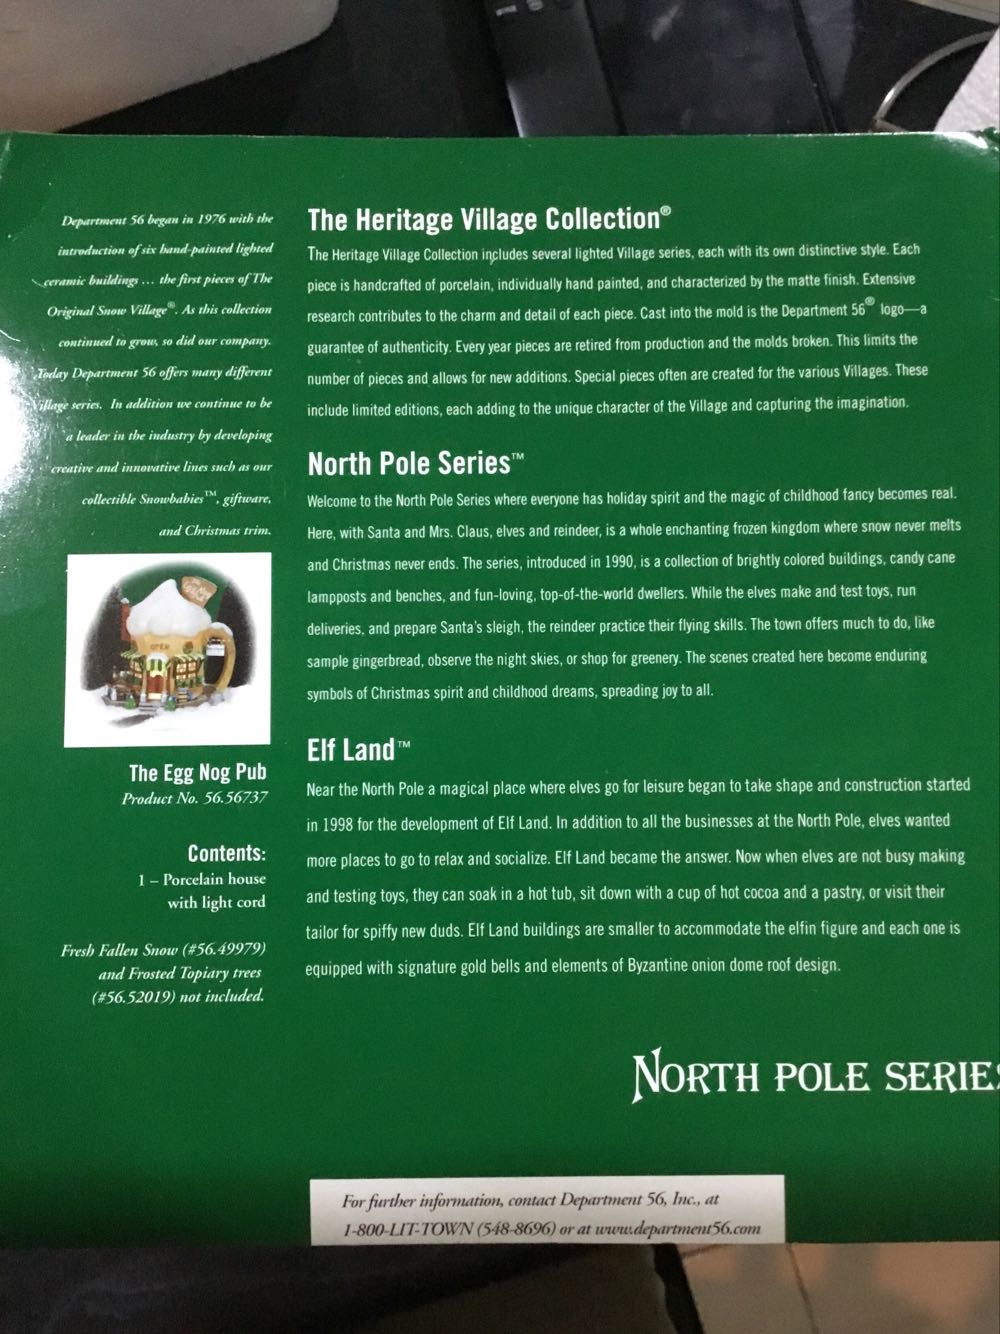 Department 56 began in 1976 with the
introduction of six hand-painted lighted
ceramic buildings … the first pieces of The
Original Snow Village®. As this collection
continued to grow, so did our company.
Today Department 56 offers many different
Village series. In addition we continue to be
a leader in the industry by developing
creative and innovative lines such as our
collectible Snowbabies™, giftware,
and Christmas trim.
OPEN
The Egg Nog Pub
Product No. 56.56737
Contents:
1 – Porcelain house
with light cord
Fresh Fallen Snow (#56.49979)
and Frosted Topiary trees
(#56.52019) not included.
The Heritage Village Collection®
The Heritage Village Collection includes several lighted Village series, each with its own distinctive style. Each
piece is handcrafted of porcelain, individually hand painted, and characterized by the matte finish. Extensive
research contributes to the charm and detail of each piece. Cast into the mold is the Department 56® logo—a
guarantee of authenticity. Every year pieces are retired from production and the molds broken. This limits the
number of pieces and allows for new additions. Special pieces often are created for the various Villages. These
include limited editions, each adding to the unique character of the Village and capturing the imagination.
North Pole Series™
Welcome to the North Pole Series where everyone has holiday spirit and the magic of childhood fancy becomes real.
Here, with Santa and Mrs. Claus, elves and reindeer, is a whole enchanting frozen kingdom where snow never melts
and Christmas never ends. The series, introduced in 1990, is a collection of brightly colored buildings, candy cane
lampposts and benches, and fun-loving, top-of-the-world dwellers. While the elves make and test toys, run
deliveries, and prepare Santa's sleigh, the reindeer practice their flying skills. The town offers much to do, like
sample gingerbread, observe the night skies, or shop for greenery. The scenes created here become enduring
symbols of Christmas spirit and childhood dreams, spreading joy to all.
Elf Land™
Near the North Pole a magical place where elves go for leisure began to take shape and construction started
in 1998 for the development of Elf Land. In addition to all the businesses at the North Pole, elves wanted
more places to go to relax and socialize. Elf Land became the answer. Now when elves are not busy making
and testing toys, they can soak in a hot tub, sit down with a cup of hot cocoa and a pastry, or visit their
tailor for spiffy new duds. Elf Land buildings are smaller to accommodate the elfin figure and each one is
equipped with signature gold bells and elements of Byzantine onion dome roof design.
NORTH POLE SERIES
For further information, contact Department 56, Inc., at
1-800-LIT-TOWN (548-8696) or at www.department56.com